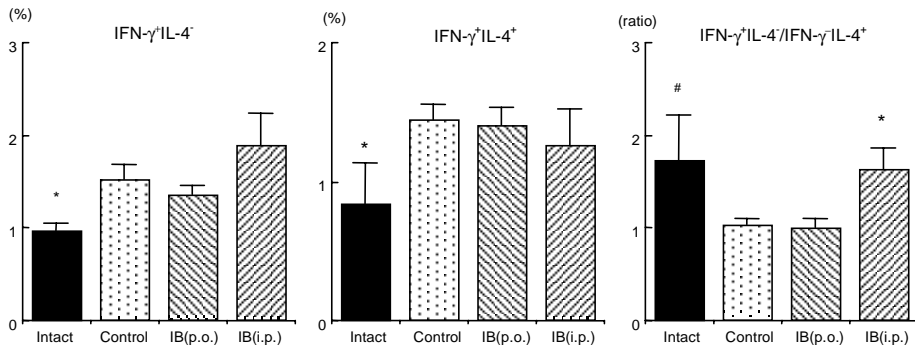 (%)
IFN-γ⁺IL-4⁻
3
2
1
0
*
Intact Control IB(p.o.) IB(i.p.)
(%)
IFN-γ⁺IL-4⁺
2
1
0
*
Intact Control IB(p.o.) IB(i.p.)
(ratio)
IFN-γ⁺IL-4⁻/IFN-γ⁻IL-4⁺
3
2
1
0
#
*
Intact Control IB(p.o.) IB(i.p.)